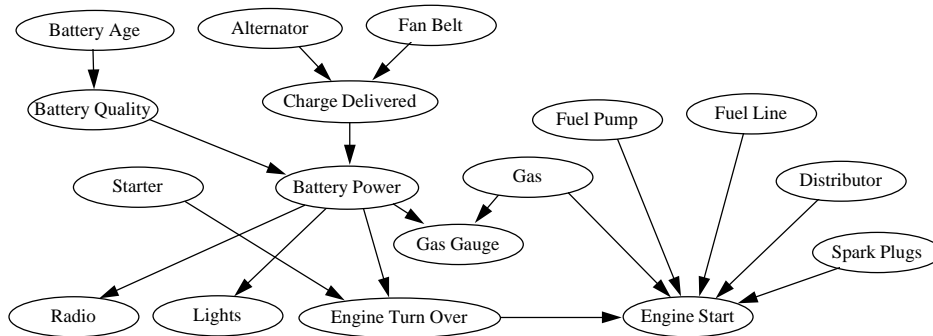 Battery Age
Alternator
Fan Belt
Battery Quality
Charge Delivered
Fuel Pump
Fuel Line
Starter
Battery Power
Gas
Distributor
Gas Gauge
Spark Plugs
Radio
Lights
Engine Turn Over
Engine Start